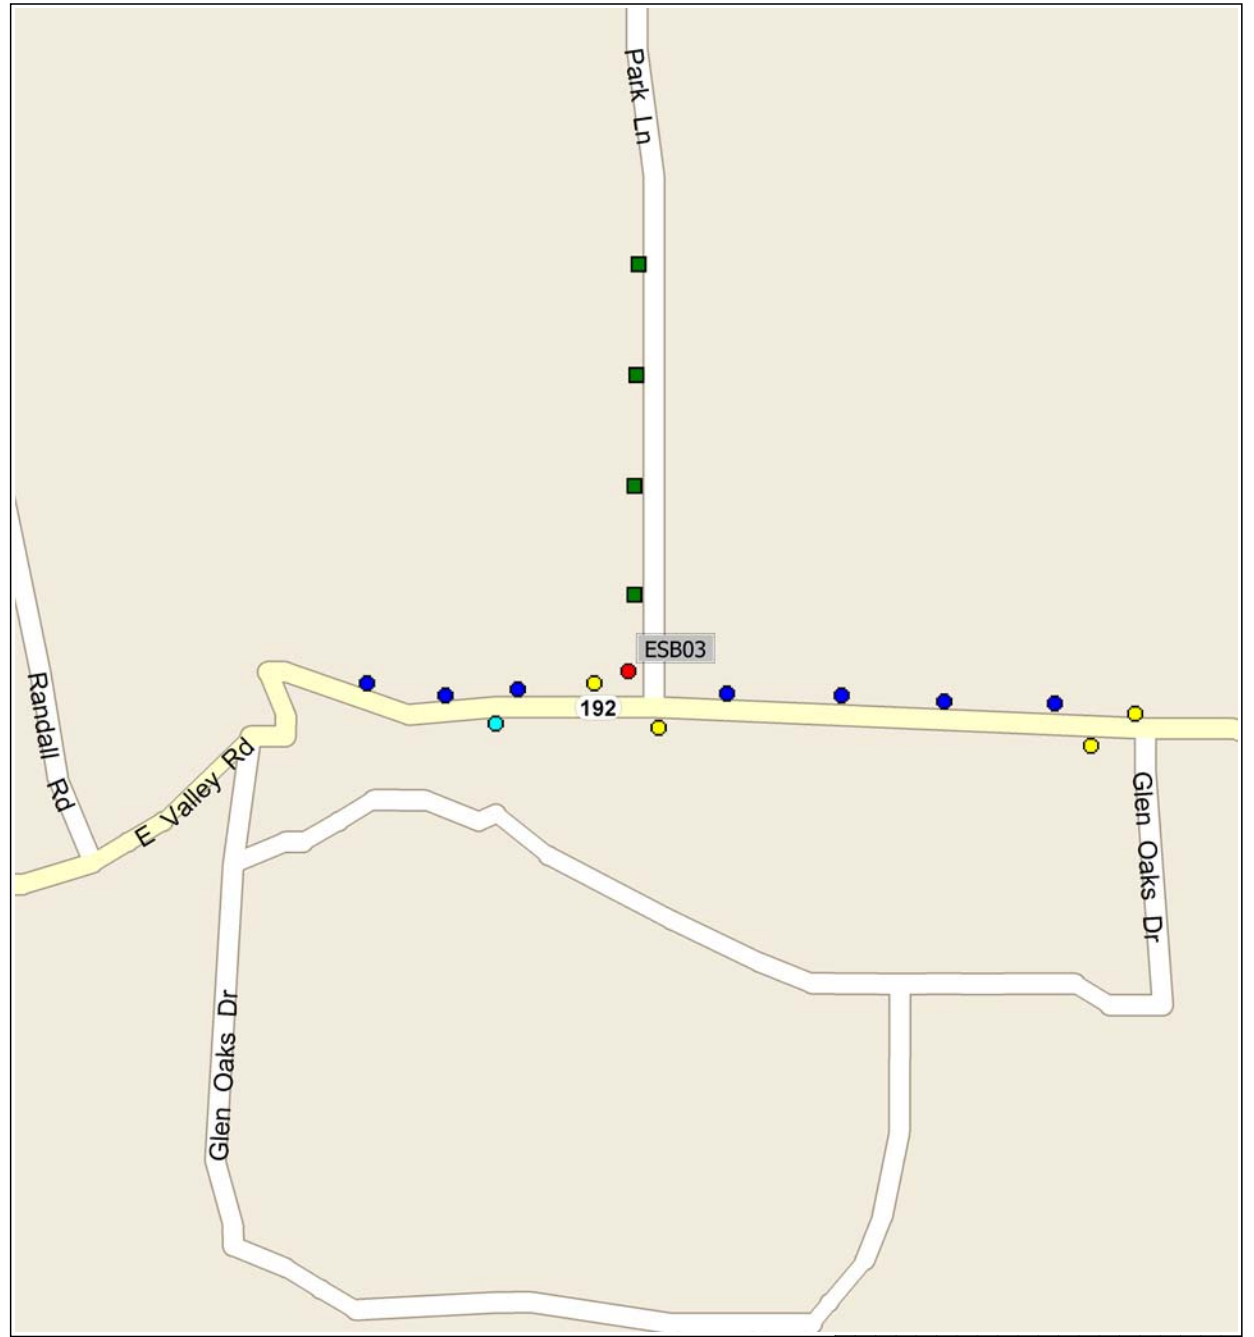 Park Ln
ESB03
192
Randall Rd
E Valley Rd
Glen Oaks Dr
Glen Oaks Dr